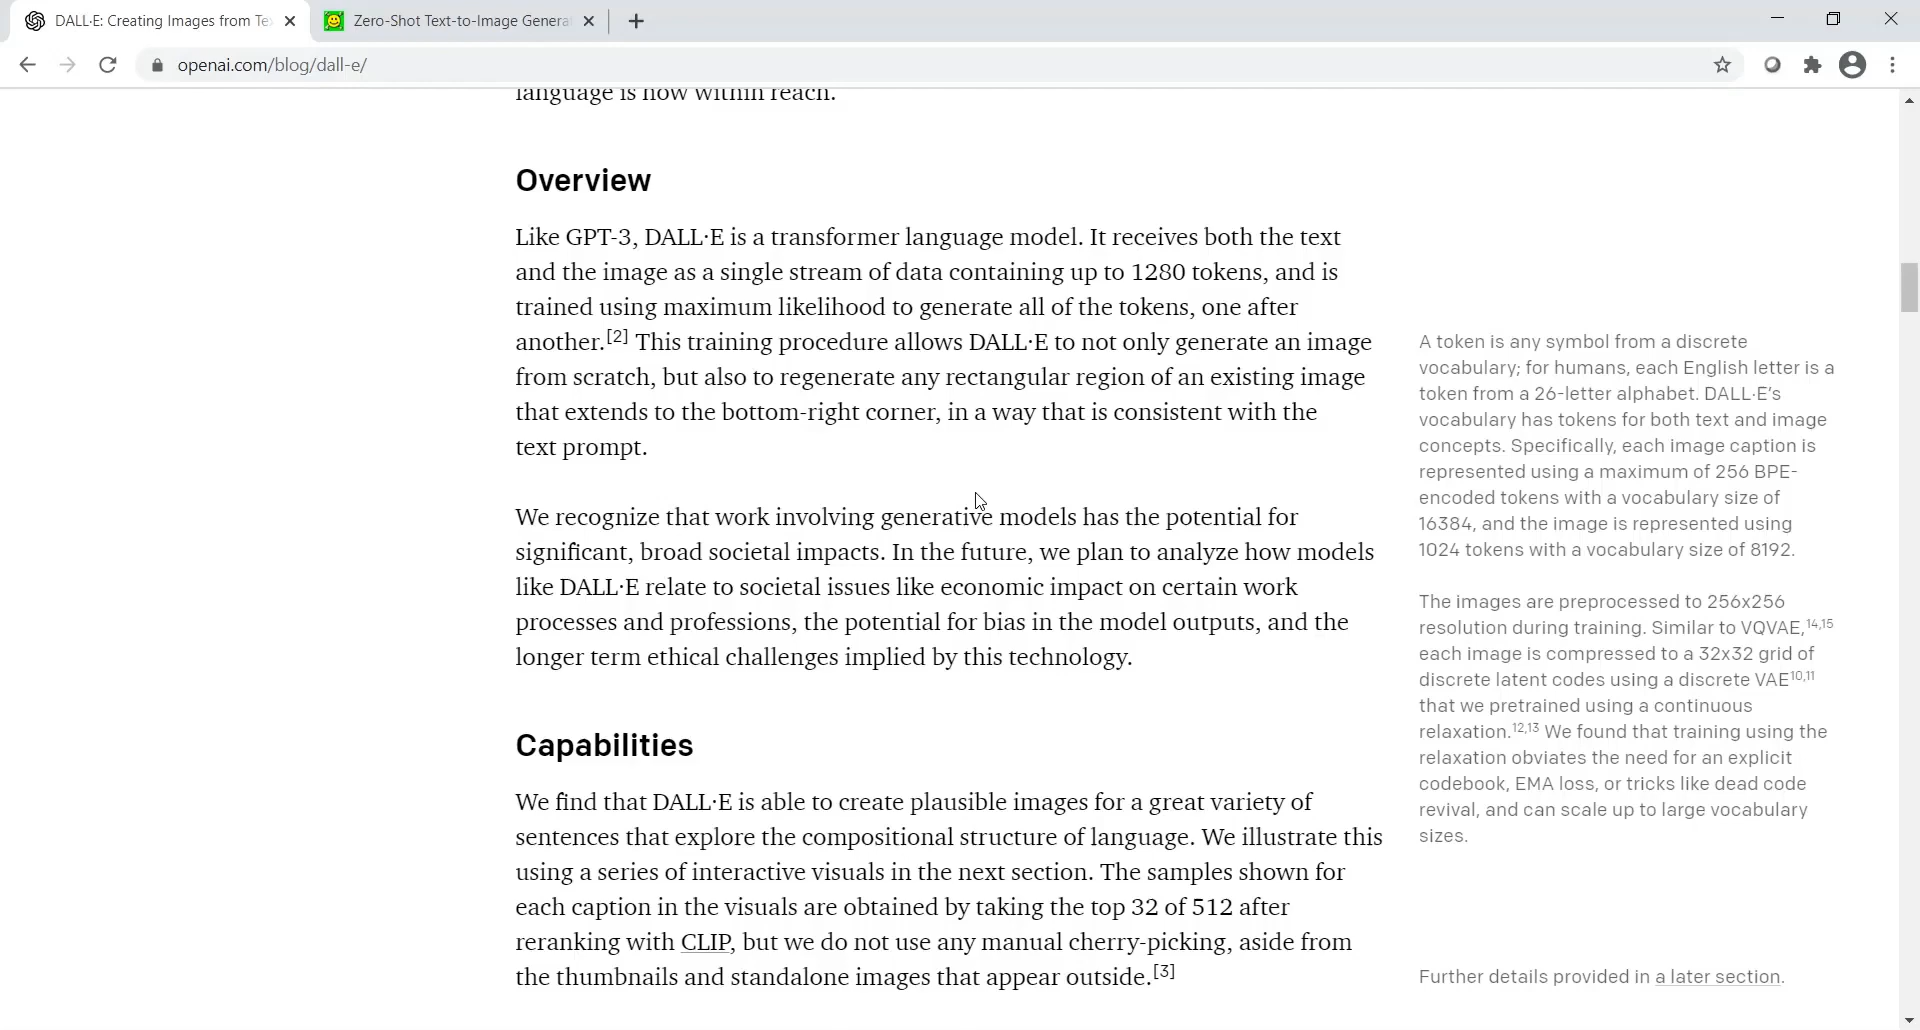 DALL·E: Creating Images from Te
Zero-Shot Text-to-Image Genera
openai.com/blog/dall-e/
language is now within reach.
Overview
Like GPT-3, DALL·E is a transformer language model. It receives both the text
and the image as a single stream of data containing up to 1280 tokens, and is
trained using maximum likelihood to generate all of the tokens, one after
another.[2] This training procedure allows DALL·E to not only generate an image
from scratch, but also to regenerate any rectangular region of an existing image
that extends to the bottom-right corner, in a way that is consistent with the
text prompt.
We recognize that work involving generative models has the potential for
significant, broad societal impacts. In the future, we plan to analyze how models
like DALL·E relate to societal issues like economic impact on certain work
processes and professions, the potential for bias in the model outputs, and the
longer term ethical challenges implied by this technology.
Capabilities
We find that DALL·E is able to create plausible images for a great variety of
sentences that explore the compositional structure of language. We illustrate this
using a series of interactive visuals in the next section. The samples shown for
each caption in the visuals are obtained by taking the top 32 of 512 after
reranking with CLIP, but we do not use any manual cherry-picking, aside from
the thumbnails and standalone images that appear outside.[3]
A token is any symbol from a discrete
vocabulary; for humans, each English letter is a
token from a 26-letter alphabet. DALL·E's
vocabulary has tokens for both text and image
concepts. Specifically, each image caption is
represented using a maximum of 256 BPE-
encoded tokens with a vocabulary size of
16384, and the image is represented using
1024 tokens with a vocabulary size of 8192.
The images are preprocessed to 256x256
resolution during training. Similar to VQVAE,14,15
each image is compressed to a 32x32 grid of
discrete latent codes using a discrete VAE10,11
that we pretrained using a continuous
relaxation.12,13 We found that training using the
relaxation obviates the need for an explicit
codebook, EMA loss, or tricks like dead code
revival, and can scale up to large vocabulary
sizes.
Further details provided in a later section.